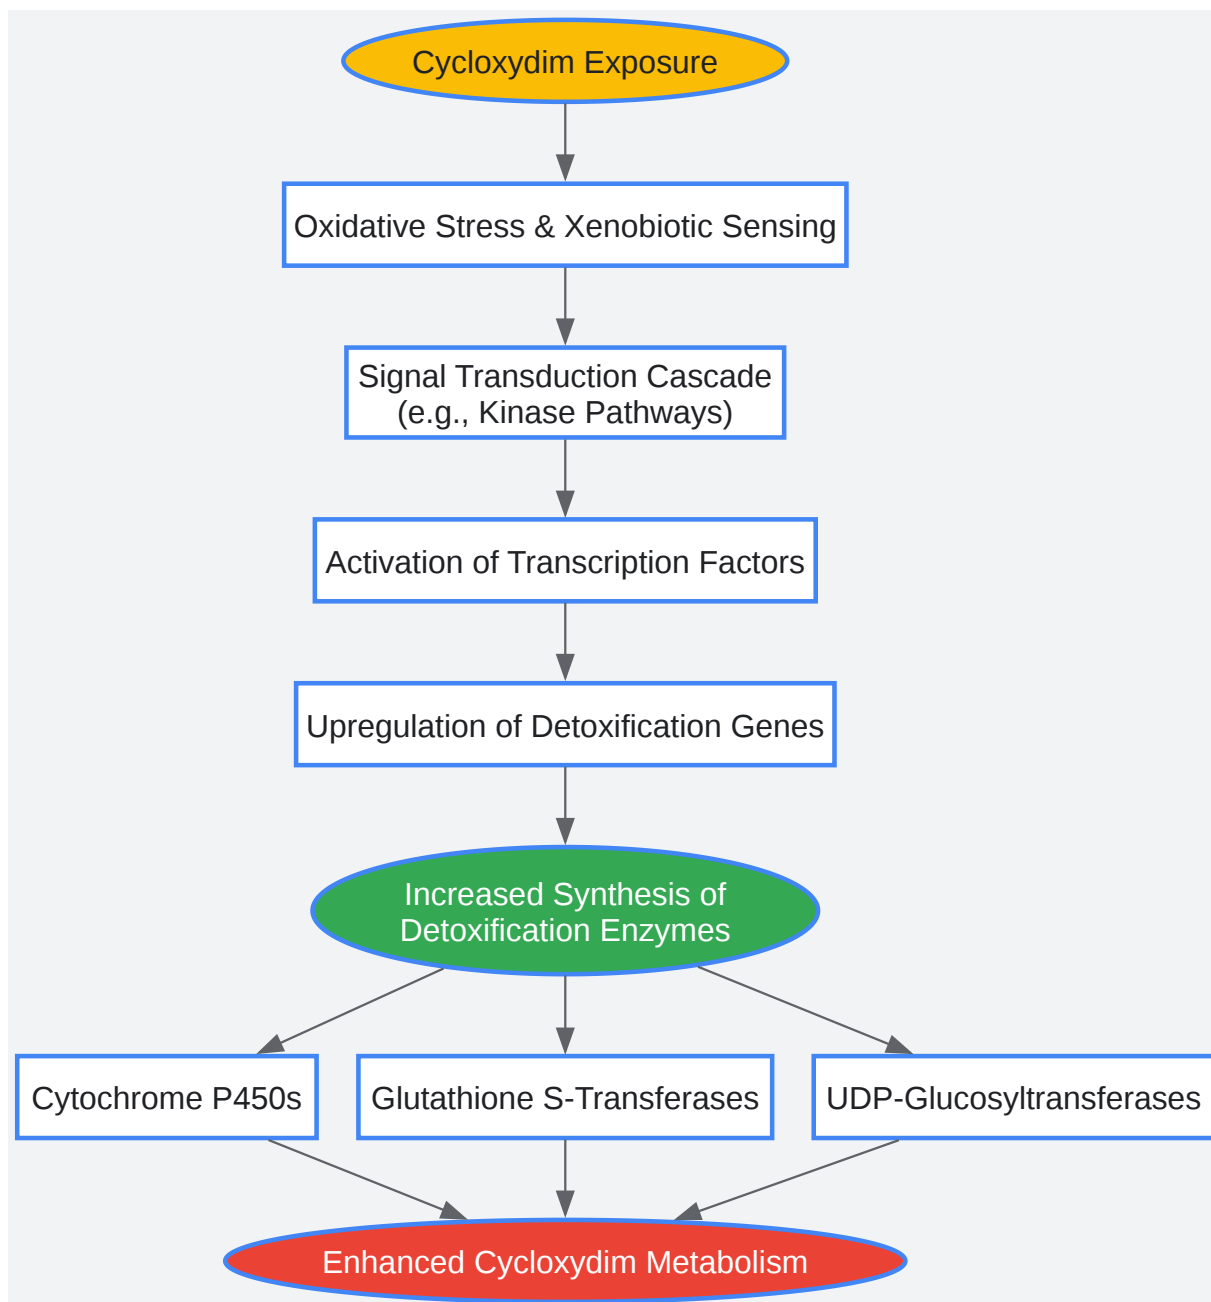 Cycloxydim Exposure
Oxidative Stress & Xenobiotic Sensing
Signal Transduction Cascade
(e.g., Kinase Pathways)
Activation of Transcription Factors
Upregulation of Detoxification Genes
Increased Synthesis of
Detoxification Enzymes
Cytochrome P450s
Glutathione S-Transferases
UDP-Glucosyltransferases
Enhanced Cycloxydim Metabolism